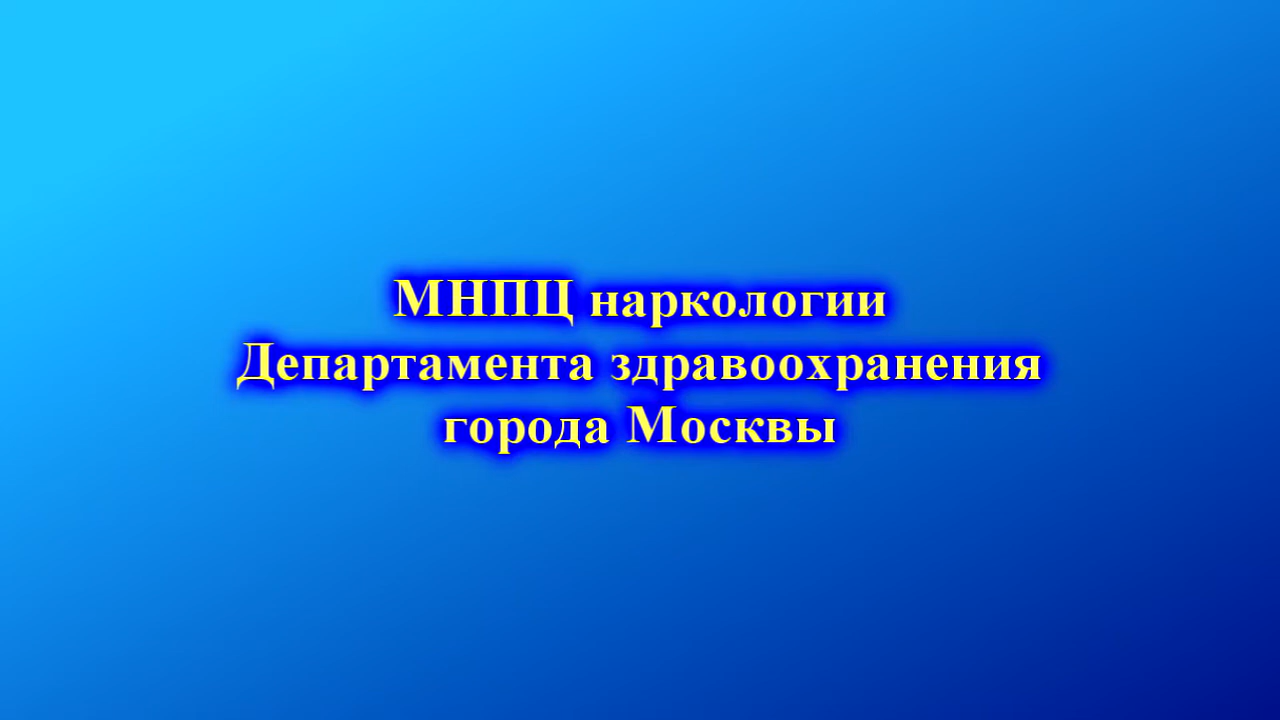 МНПЦ наркологии
Департамента здравоохранения
города Москвы